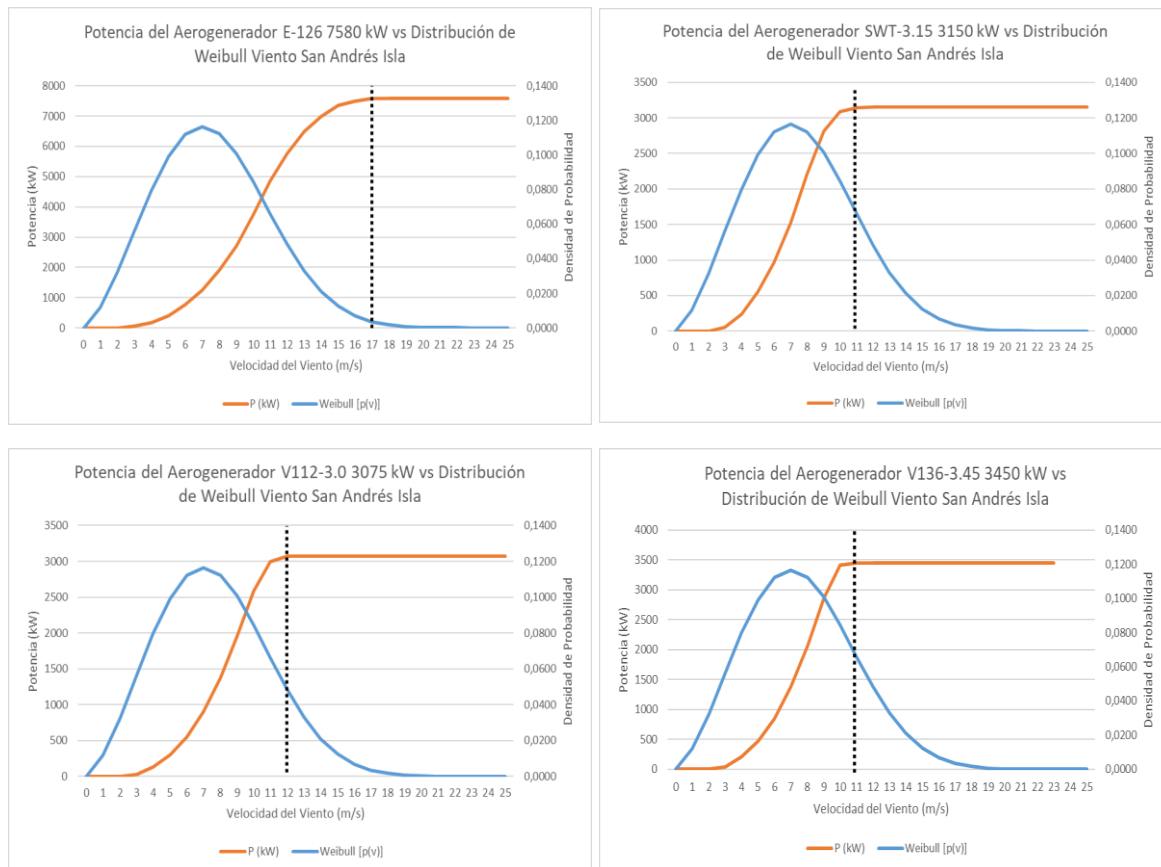 Potencia del Aerogenerador E-126 7580 kW vs Distribución de
Weibull Viento San Andrés Isla
8000
7000
6000
5000
4000
3000
2000
1000
0
Potencia (kW)
0,1400
0,1200
0,1000
0,0800
0,0600
0,0400
0,0200
0,0000
Densidad de Probabilidad
0 1 2 3 4 5 6 7 8 9 10 11 12 13 14 15 16 17 18 19 20 21 22 23 24 25
Velocidad del Viento (m/s)
P (kW) Weibull [p(v)]
Potencia del Aerogenerador SWT-3.15 3150 kW vs Distribución
de Weibull Viento San Andrés Isla
3500
3000
2500
2000
1500
1000
500
0
Potencia (kW)
0,1400
0,1200
0,1000
0,0800
0,0600
0,0400
0,0200
0,0000
Densidad de Probabilidad
0 1 2 3 4 5 6 7 8 9 10 11 12 13 14 15 16 17 18 19 20 21 22 23 24 25
Velocidad del Viento (m/s)
P (kW) Weibull [p(v)]
Potencia del Aerogenerador V112-3.0 3075 kW vs Distribución
de Weibull Viento San Andrés Isla
3500
3000
2500
2000
1500
1000
500
0
Potencia (kW)
0,1400
0,1200
0,1000
0,0800
0,0600
0,0400
0,0200
0,0000
Densidad de Probabilidad
0 1 2 3 4 5 6 7 8 9 10 11 12 13 14 15 16 17 18 19 20 21 22 23 24 25
Velocidad del Viento (m/s)
P (kW) Weibull [p(v)]
Potencia del Aerogenerador V136-3.45 3450 kW vs
Distribución de Weibull Viento San Andrés Isla
4000
3500
3000
2500
2000
1500
1000
500
0
Potencia (kW)
0,1400
0,1200
0,1000
0,0800
0,0600
0,0400
0,0200
0,0000
Densidad de Probabilidad
0 1 2 3 4 5 6 7 8 9 10 11 12 13 14 15 16 17 18 19 20 21 22 23 24 25
Velocidad del Viento (m/s)
P (kW) Weibull [p(v)]